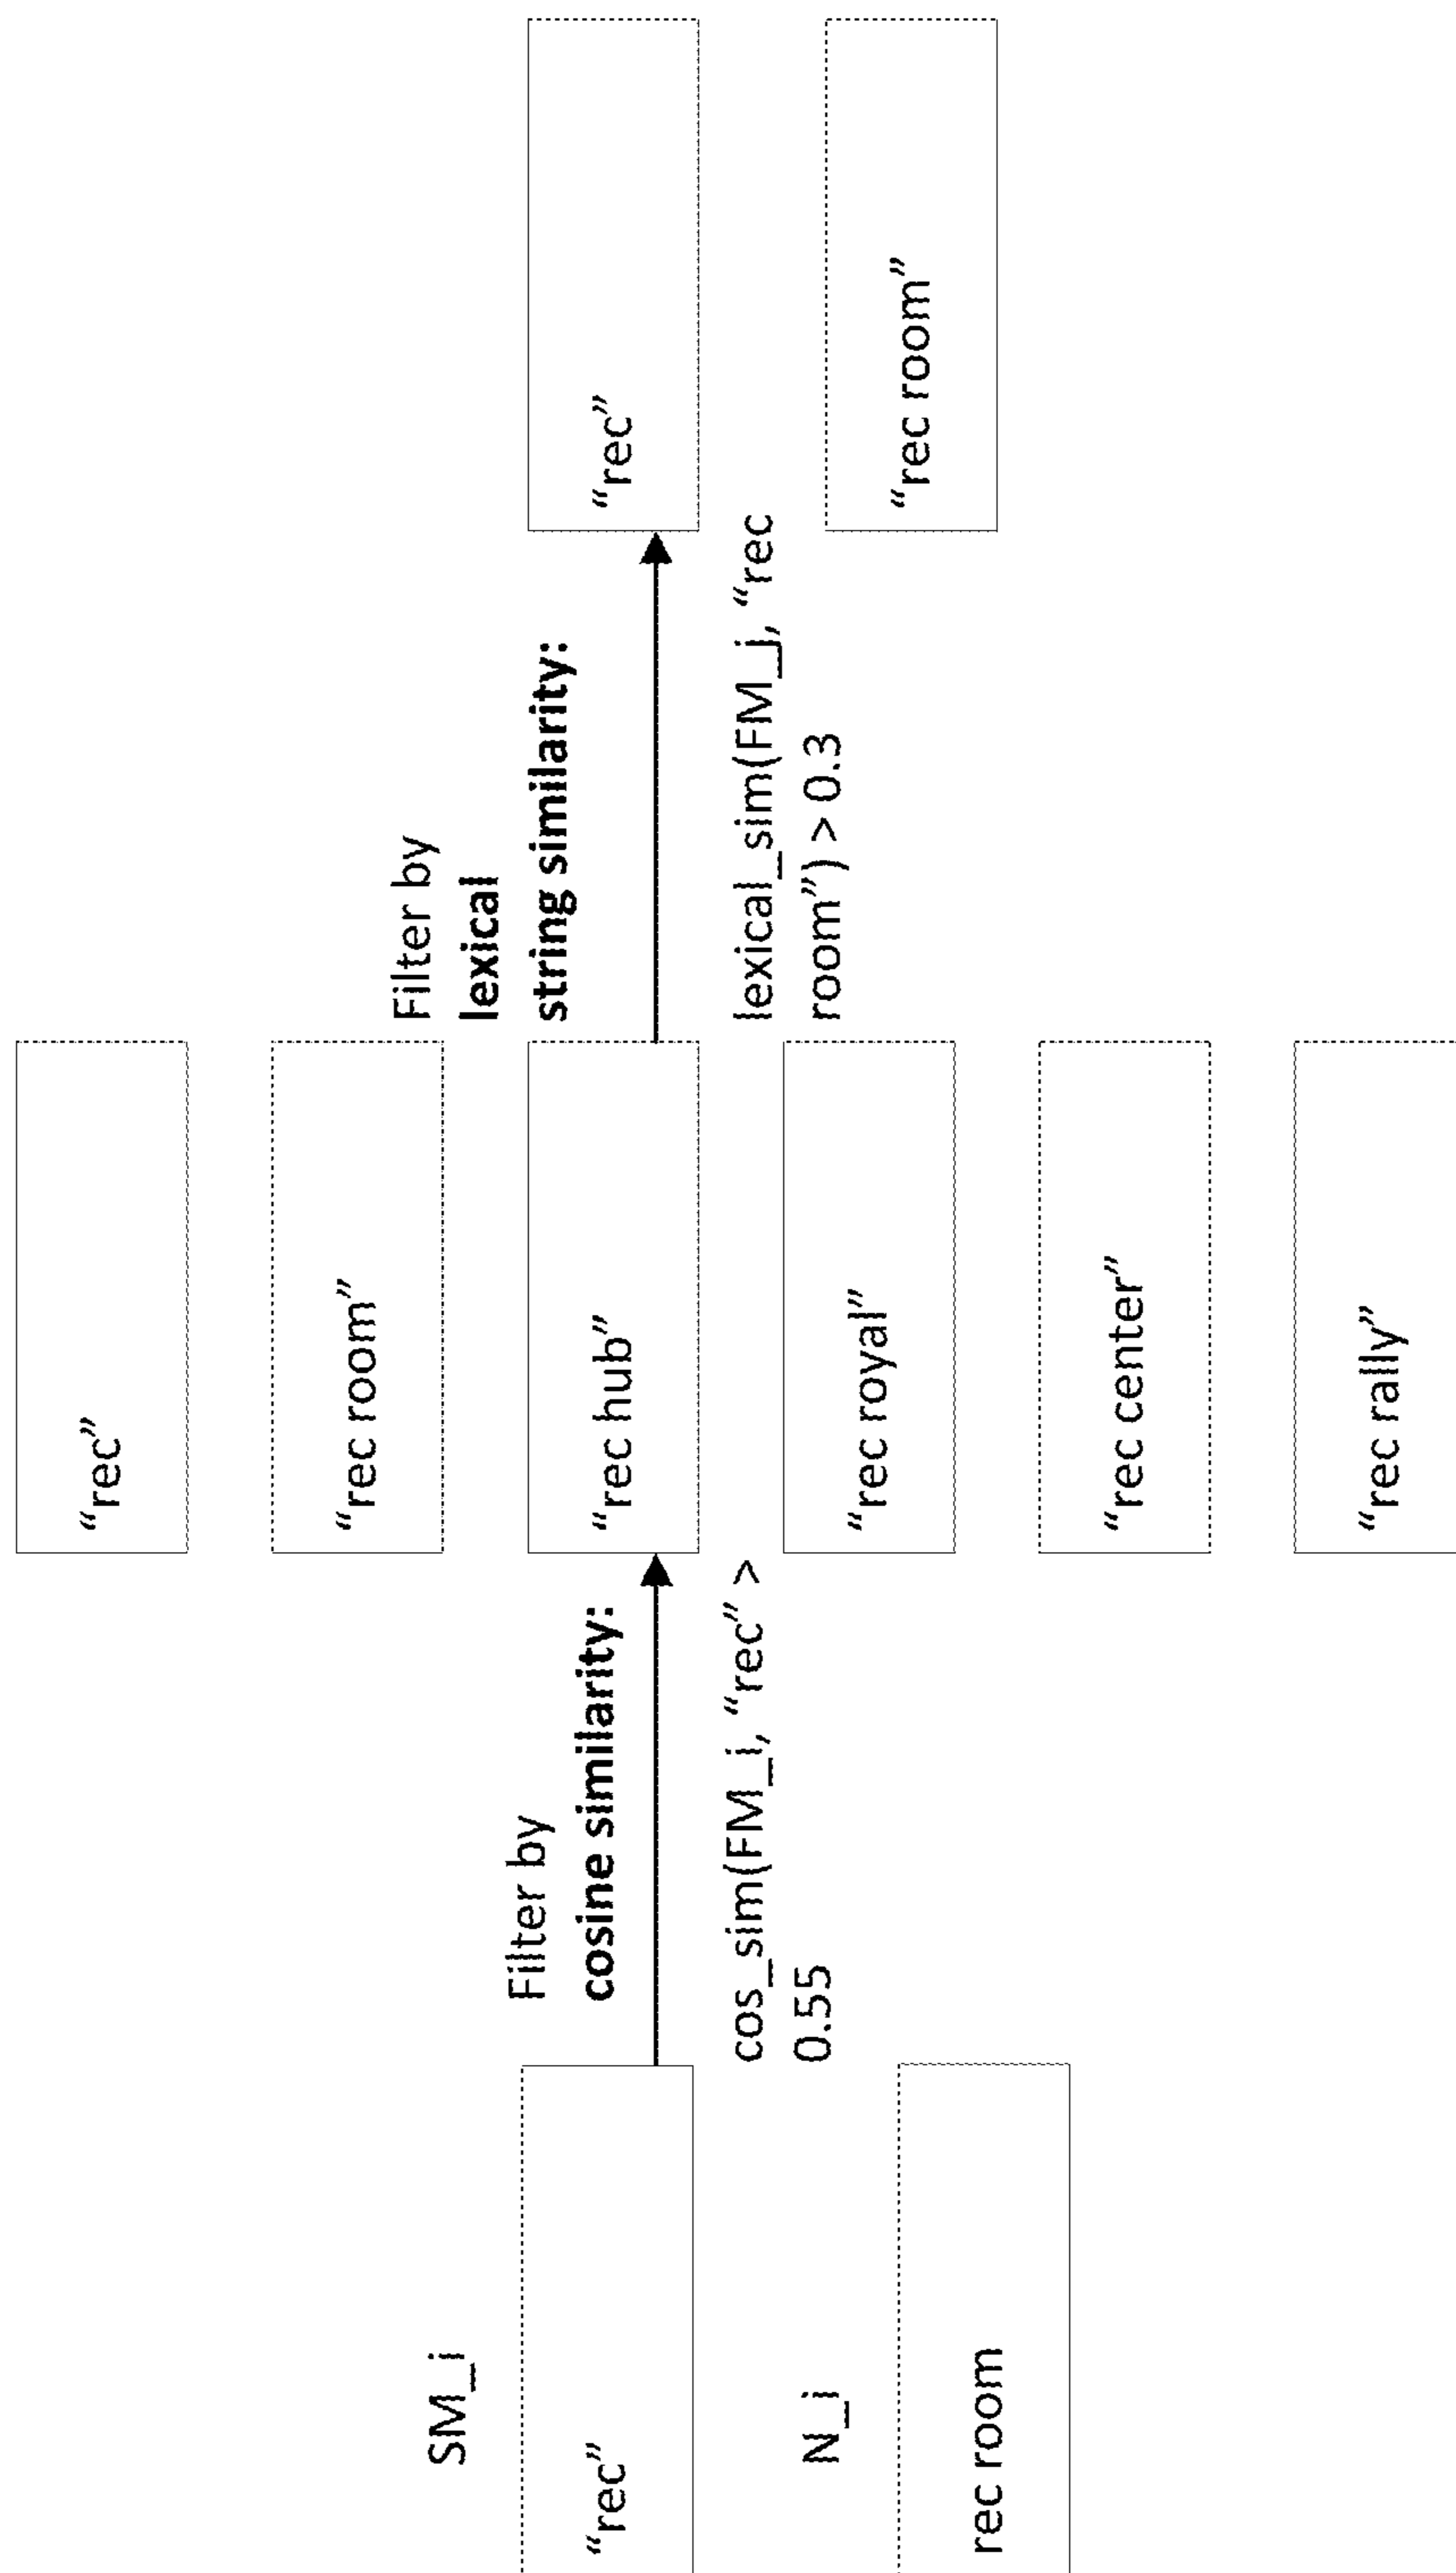 SM_i
“rec”
N_i
rec room
Filter by
cosine similarity:
cos_sim(FM_i, “rec” >
0.55
“rec”
“rec room”
“rec hub”
“rec royal”
“rec center”
“rec rally”
Filter by
lexical
string similarity:
lexical_sim(FM_j, “rec
room”) > 0.3
“rec”
“rec room”